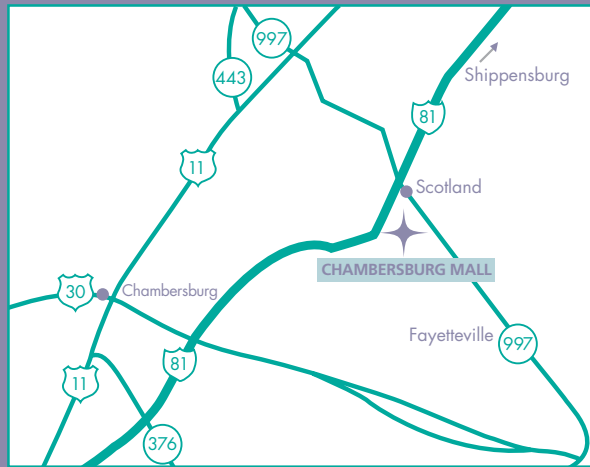 997
443
Shippensburg
81
11
Scotland
CHAMBERSBURG MALL
30
Chambersburg
Fayetteville
997
81
11
376